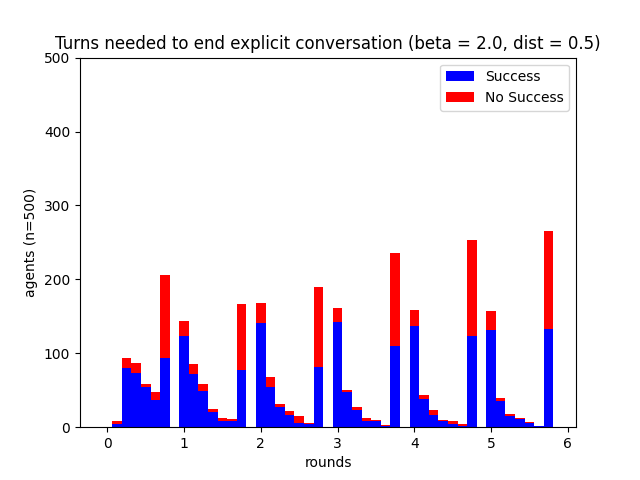 Turns needed to end explicit conversation (beta = 2.0, dist = 0.5)
Success
No Success
agents (n=500)
500
400
300
200
100
0
0 1 2 3 4 5 6
rounds